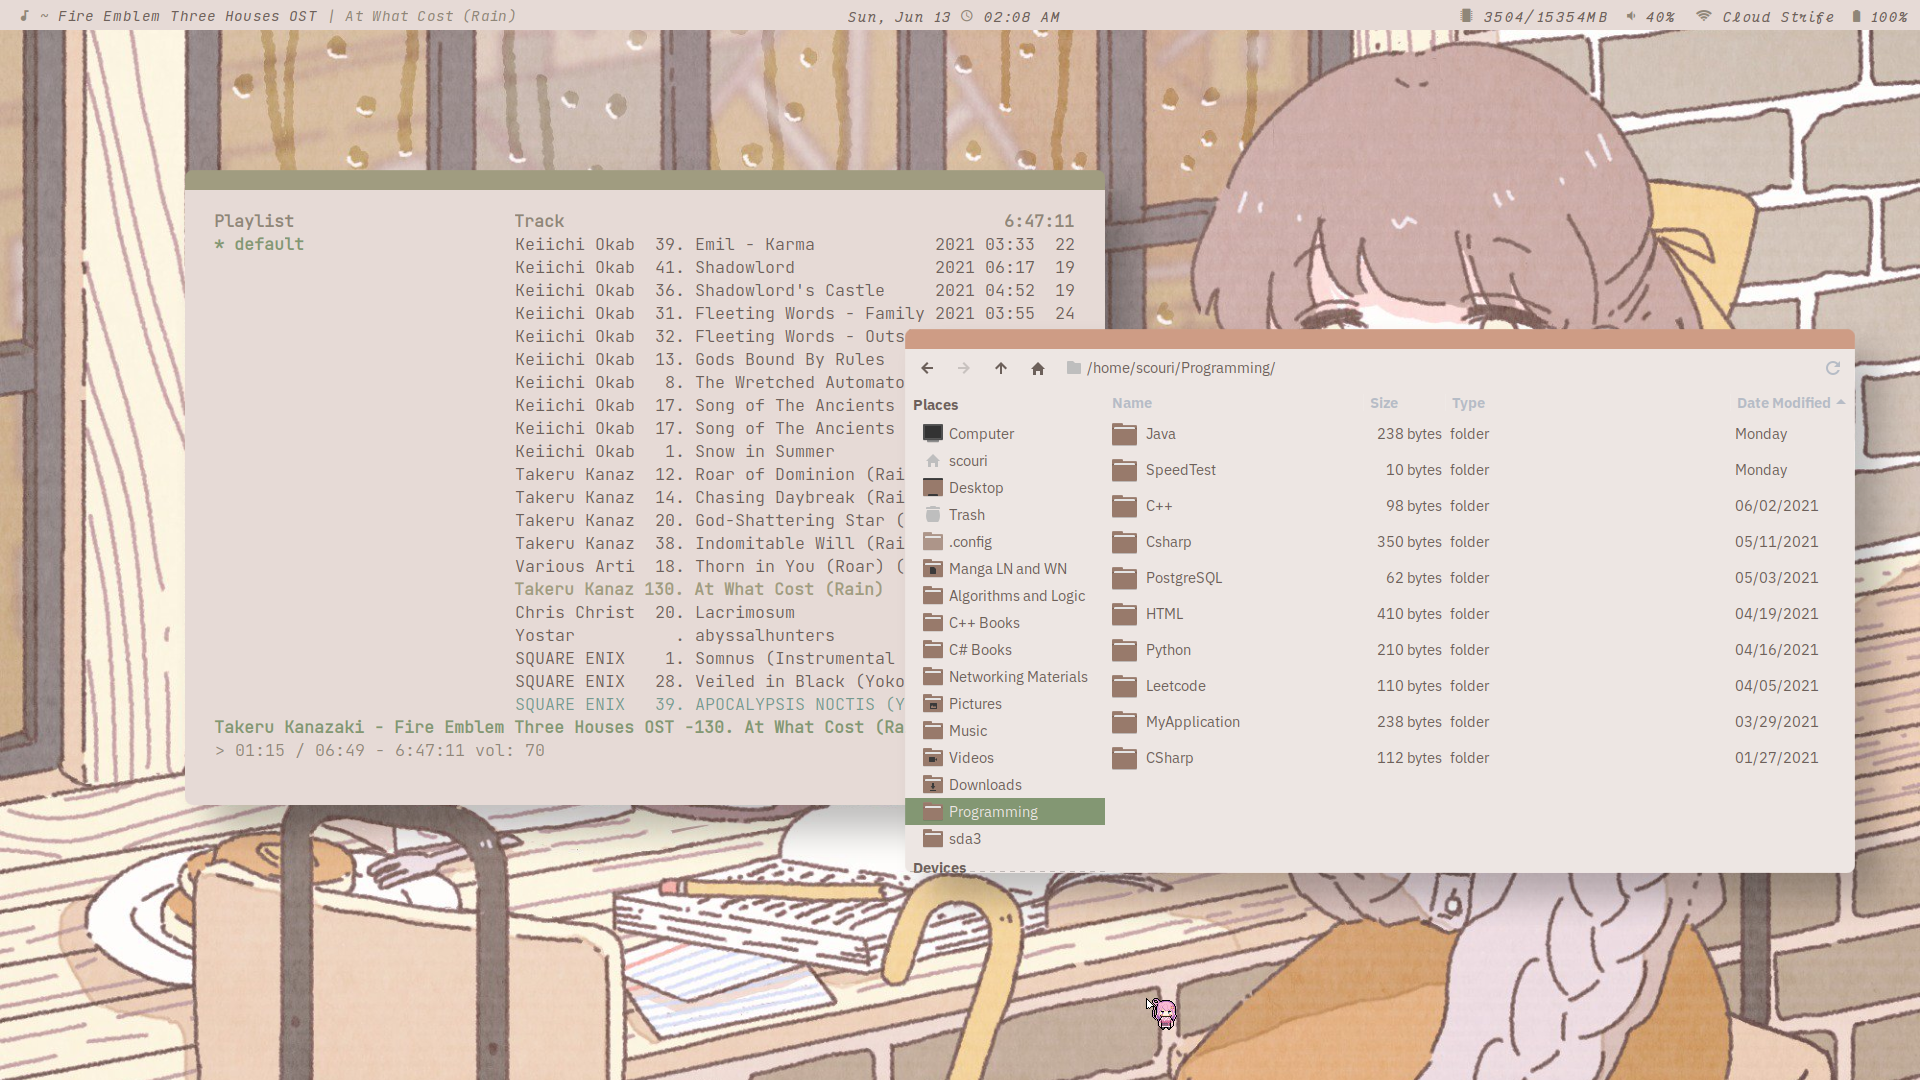 ~ Fire Emblem Three Houses OST | At What Cost (Rain)
Sun, Jun 13 02:08 AM
3504/15354MB 40% Cloud Strife 100%
Playlist
* default
Track 6:47:11
Keiichi Okab 39. Emil - Karma 2021 03:33 22
Keiichi Okab 41. Shadowlord 2021 06:17 19
Keiichi Okab 36. Shadowlord's Castle 2021 04:52 19
Keiichi Okab 31. Fleeting Words - Family 2021 03:55 24
Keiichi Okab 32. Fleeting Words - Outs
Keiichi Okab 13. Gods Bound By Rules
Keiichi Okab 8. The Wretched Automato
Keiichi Okab 17. Song of The Ancients
Keiichi Okab 17. Song of The Ancients
Keiichi Okab 1. Snow in Summer
Takeru Kanaz 12. Roar of Dominion (Rai
Takeru Kanaz 14. Chasing Daybreak (Rai
Takeru Kanaz 20. God-Shattering Star (
Takeru Kanaz 38. Indomitable Will (Rai
Various Arti 18. Thorn in You (Roar) (
Takeru Kanaz 130. At What Cost (Rain)
Chris Christ 20. Lacrimosum
Yostar . abyssalhunters
SQUARE ENIX 1. Somnus (Instrumental
SQUARE ENIX 28. Veiled in Black (Yoko
SQUARE ENIX 39. APOCALYPSIS NOCTIS (Y
Takeru Kanazaki - Fire Emblem Three Houses OST -130. At What Cost (Ra
> 01:15 / 06:49 - 6:47:11 vol: 70
/home/scouri/Programming/
Places
Computer
scouri
Desktop
Trash
.config
Manga LN and WN
Algorithms and Logic
C++ Books
C# Books
Networking Materials
Pictures
Music
Videos
Downloads
Programming
sda3
Devices
Name Size Type Date Modified
Java 238 bytes folder Monday
SpeedTest 10 bytes folder Monday
C++ 98 bytes folder 06/02/2021
Csharp 350 bytes folder 05/11/2021
PostgreSQL 62 bytes folder 05/03/2021
HTML 410 bytes folder 04/19/2021
Python 210 bytes folder 04/16/2021
Leetcode 110 bytes folder 04/05/2021
MyApplication 238 bytes folder 03/29/2021
CSharp 112 bytes folder 01/27/2021